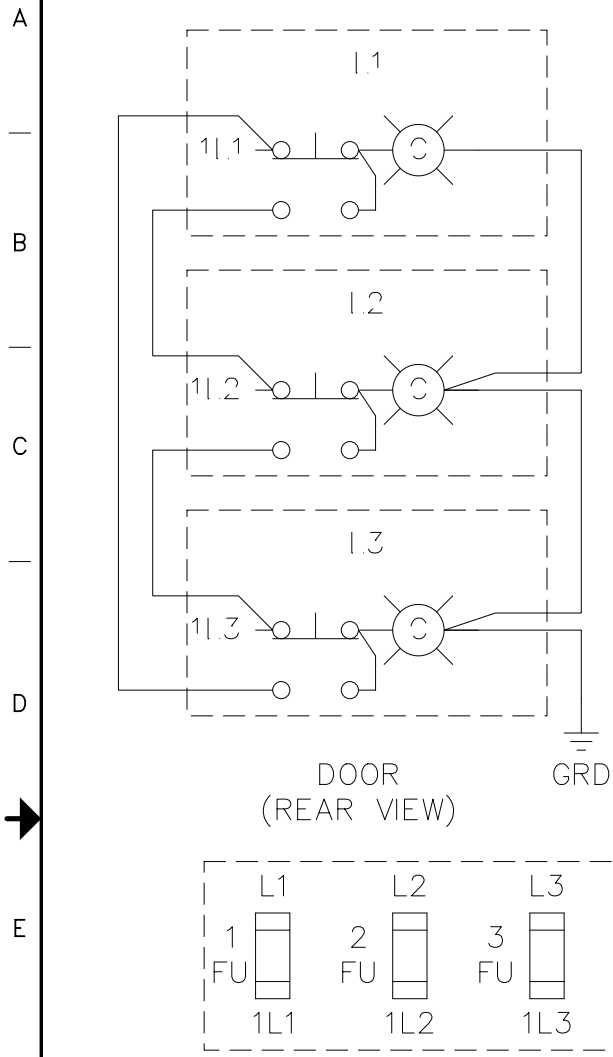 A
L1
1L1
O
B
L2
1L2
O
C
L3
1L3
O
D
DOOR
GRD
(REAR VIEW)
L1 L2 L3
E
1 2 3
FU FU FU
1L1 1L2 1L3